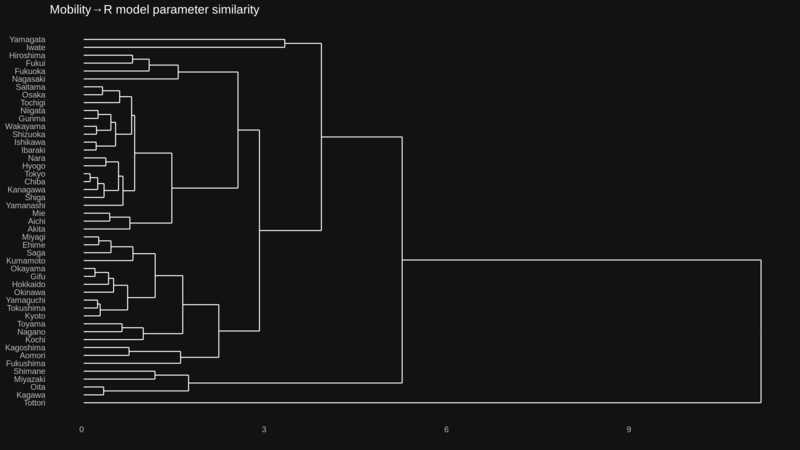 Mobility→R model parameter similarity
Yamagata
Iwate
Hiroshima
Fukui
Fukuoka
Nagasaki
Saitama
Osaka
Tochigi
Niigata
Gunma
Wakayama
Shizuoka
Ishikawa
Ibaraki
Nara
Hyogo
Tokyo
Chiba
Kanagawa
Shiga
Yamanashi
Mie
Aichi
Akita
Miyagi
Ehime
Saga
Kumamoto
Okayama
Gifu
Hokkaido
Okinawa
Yamaguchi
Tokushima
Kyoto
Toyama
Nagano
Kochi
Kagoshima
Aomori
Fukushima
Shimane
Miyazaki
Oita
Kagawa
Tottori
0 3 6 9